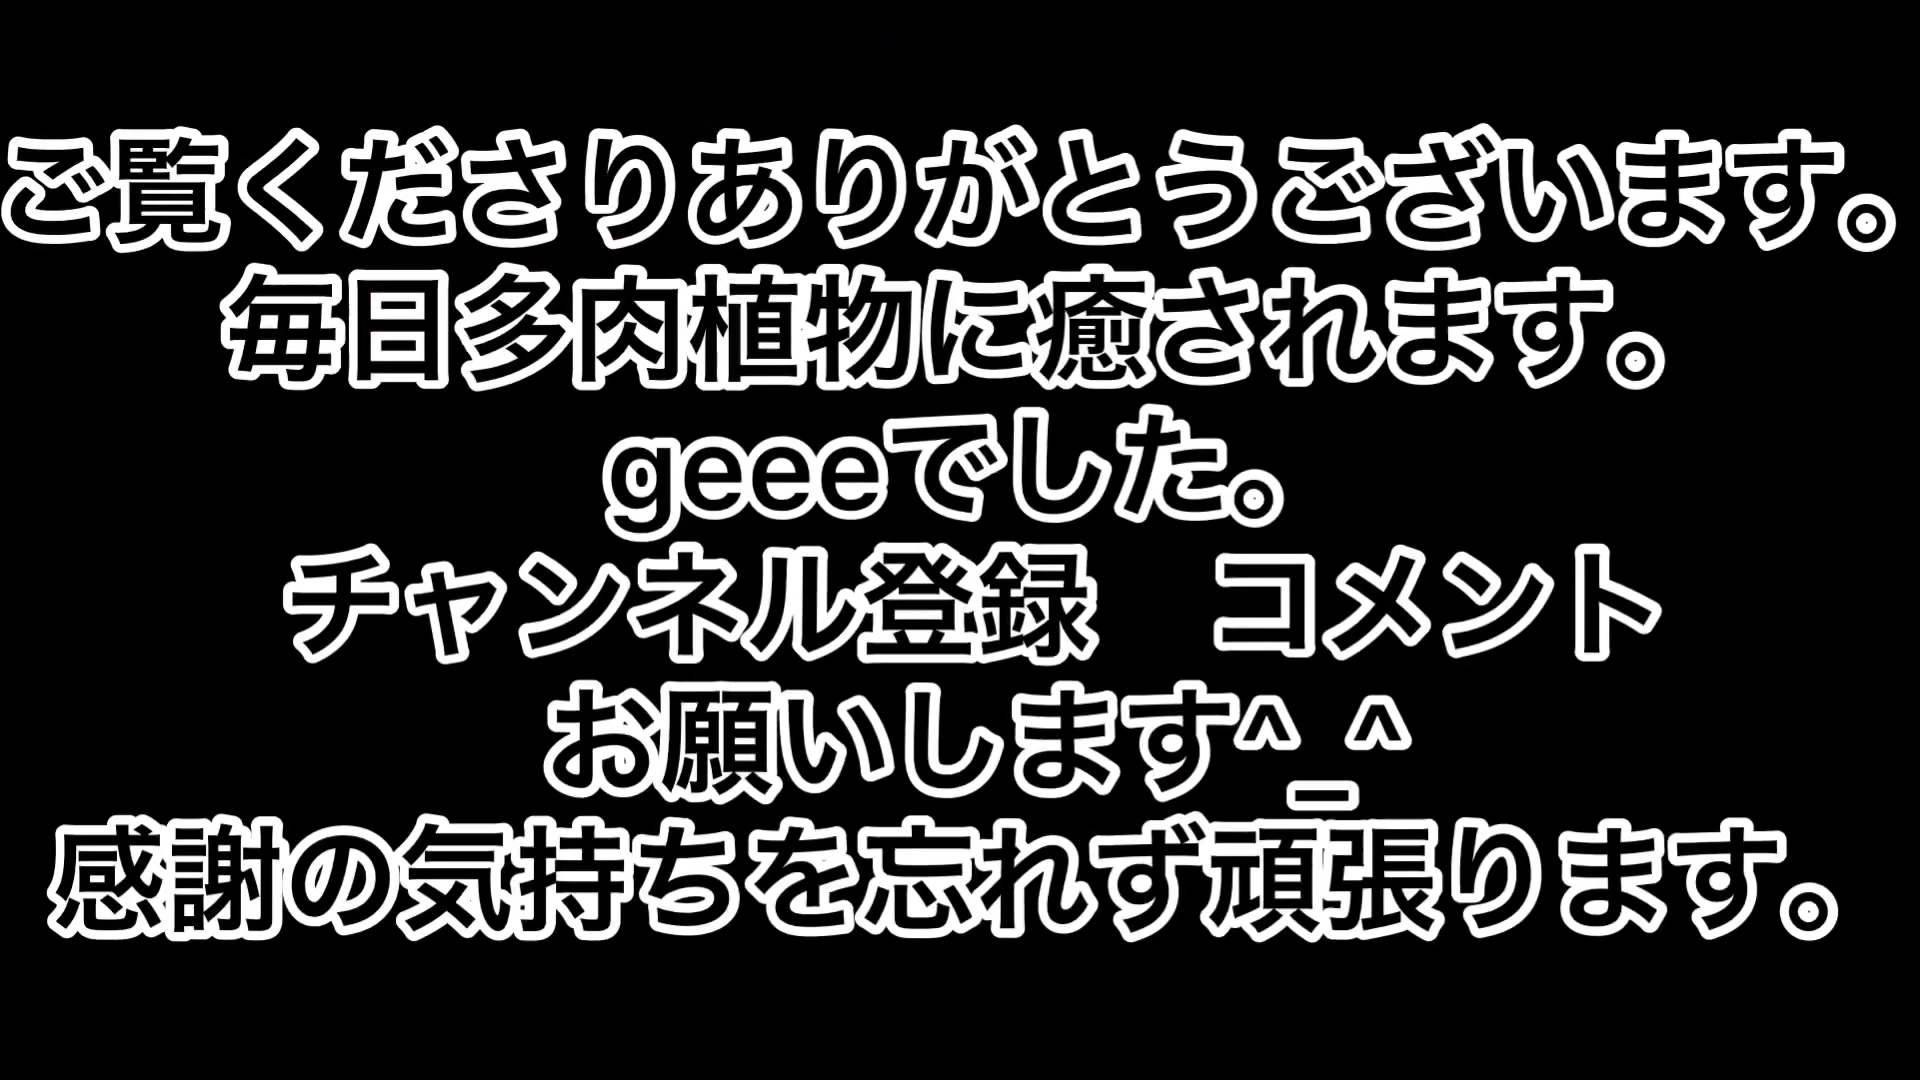 ご覧くださりありがとうございます。
毎日多肉植物に癒されます。
geeeでした。
チャンネル登録　コメント
お願いします^_^
感謝の気持ちを忘れず頑張ります。